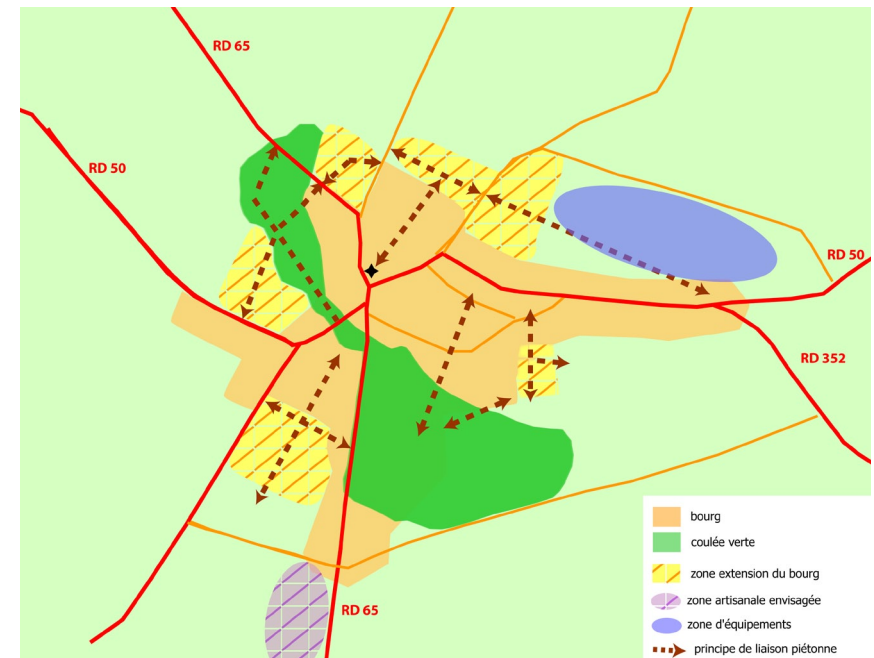 RD 65
RD 50
RD 50
RD 352
RD 65
bourg
coulée verte
zone extension du bourg
zone artisanale envisagée
zone d'équipements
principe de liaison piétonne